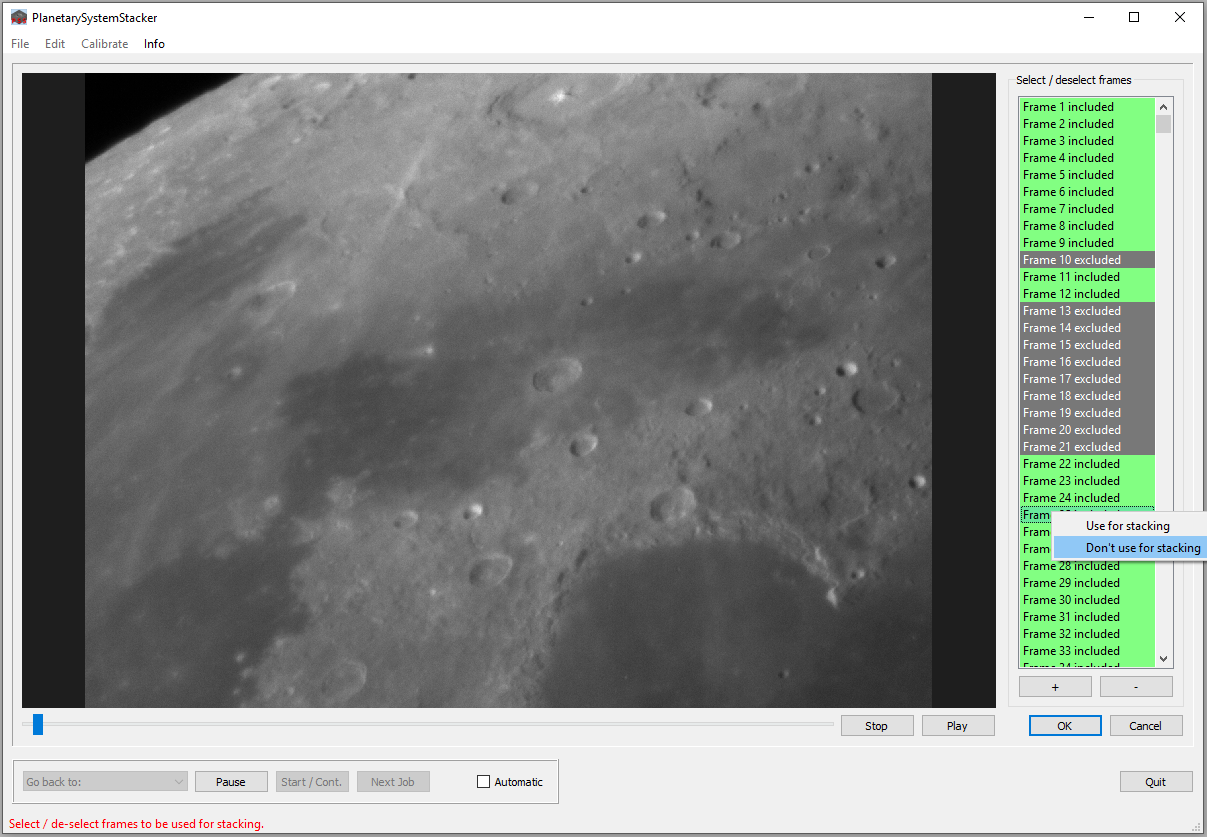 PlanetarySystemStacker
File Edit Calibrate Info
Select / deselect frames
Frame 1 included
Frame 2 included
Frame 3 included
Frame 4 included
Frame 5 included
Frame 6 included
Frame 7 included
Frame 8 included
Frame 9 included
Frame 10 excluded
Frame 11 included
Frame 12 included
Frame 13 excluded
Frame 14 excluded
Frame 15 excluded
Frame 16 excluded
Frame 17 excluded
Frame 18 excluded
Frame 19 excluded
Frame 20 excluded
Frame 21 excluded
Frame 22 included
Frame 23 included
Frame 24 included
Use for stacking
Don't use for stacking
Frame 28 included
Frame 29 included
Frame 30 included
Frame 31 included
Frame 32 included
Frame 33 included
Frame 34 included
+ -
Stop Play OK Cancel
Go back to: Pause Start / Cont. Next Job Automatic Quit
Select / de-select frames to be used for stacking.